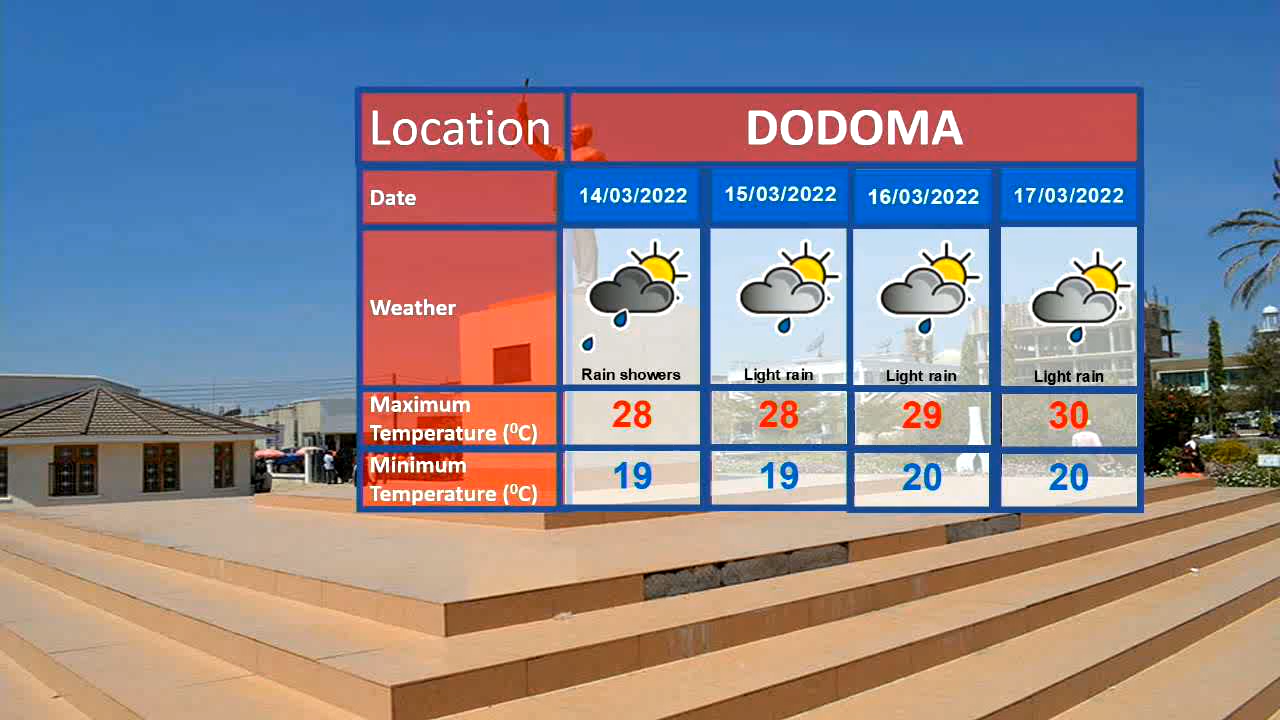 Location DODOMA
Date 14/03/2022 15/03/2022 16/03/2022 17/03/2022
Weather
Rain showers Light rain Light rain Light rain
Maximum
Temperature (⁰C) 28 28 29 30
Minimum
Temperature (⁰C) 19 19 20 20